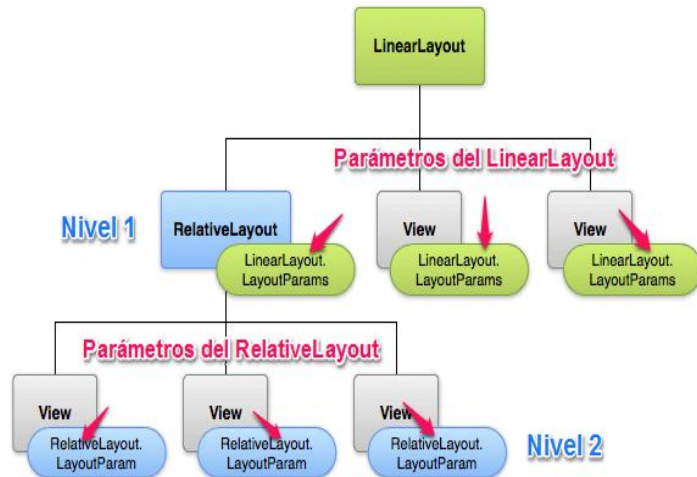 LinearLayout
Parámetros del LinearLayout
Nivel 1
RelativeLayout
View
View
LinearLayout.
LayoutParams
LinearLayout.
LayoutParams
LinearLayout.
LayoutParams
Parámetros del RelativeLayout
View
View
View
RelativeLayout.
LayoutParam
RelativeLayout.
LayoutParam
RelativeLayout.
LayoutParam
Nivel 2